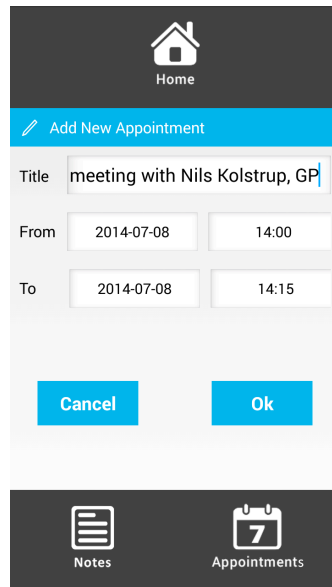 Home
Add New Appointment
Title meeting with Nils Kolstrup, GP
From 2014-07-08 14:00
To 2014-07-08 14:15
Cancel Ok
7
Notes Appointments